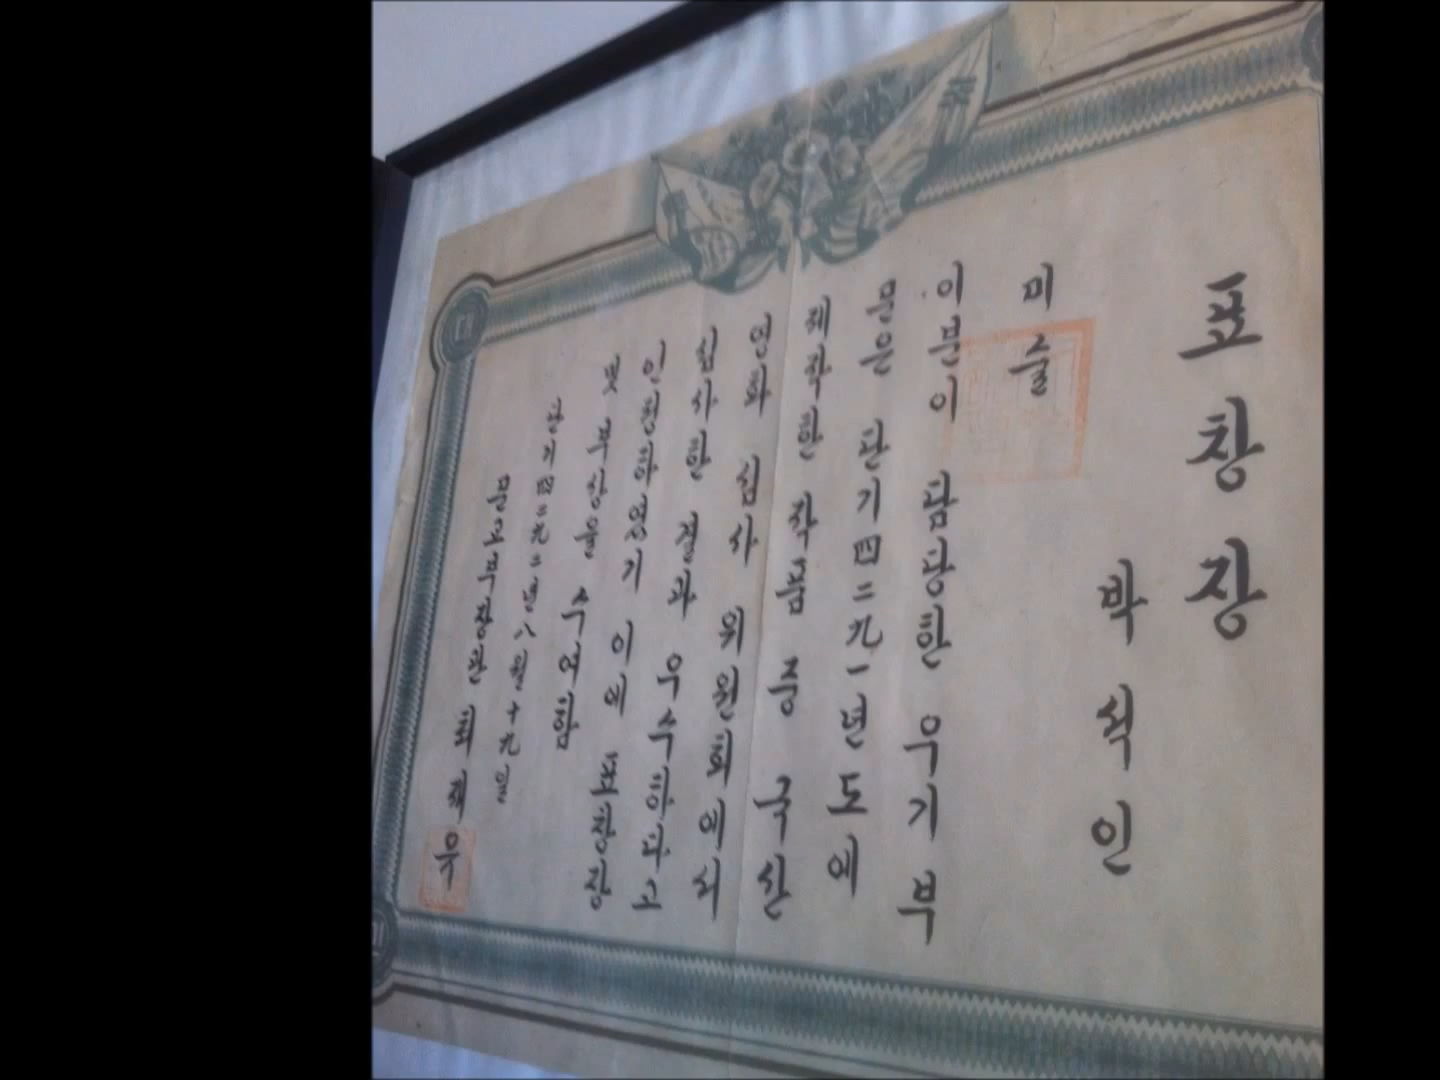 표창장
박석인
미술
이분이 담당한 우기 부
문은 단기四二九一년도에
제작한 작품 중 국산
영화 심사 위원회에서
심사한 결과 우수하다고
인정하였기 이에 표창장
및 부상을 수여함
단기四二九二년八월十九일
문교부장관 최재유